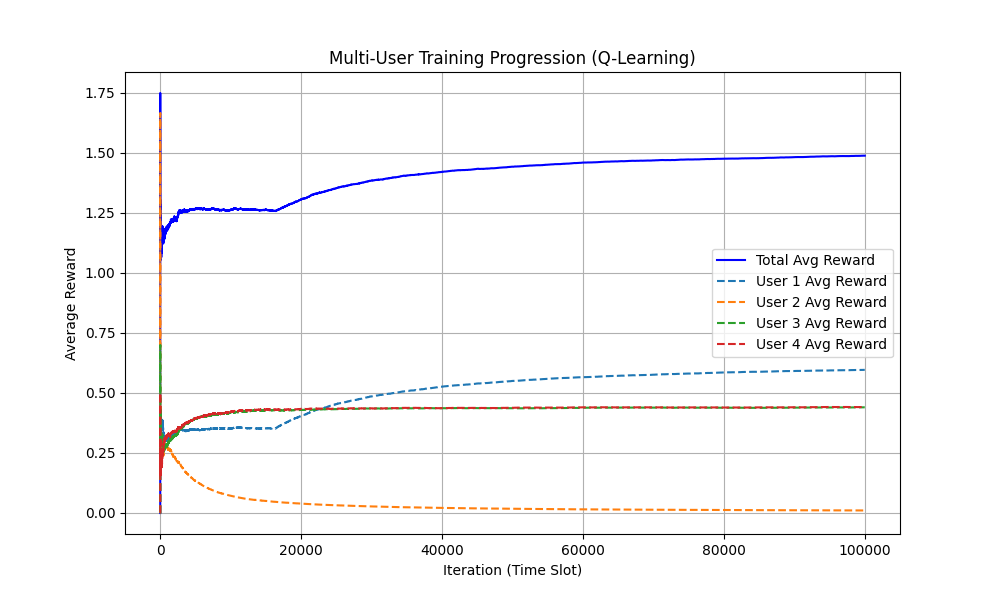 Multi-User Training Progression (Q-Learning)
Average Reward
1.75
1.50
1.25
1.00
0.75
0.50
0.25
0.00
Total Avg Reward
User 1 Avg Reward
User 2 Avg Reward
User 3 Avg Reward
User 4 Avg Reward
0 20000 40000 60000 80000 100000
Iteration (Time Slot)